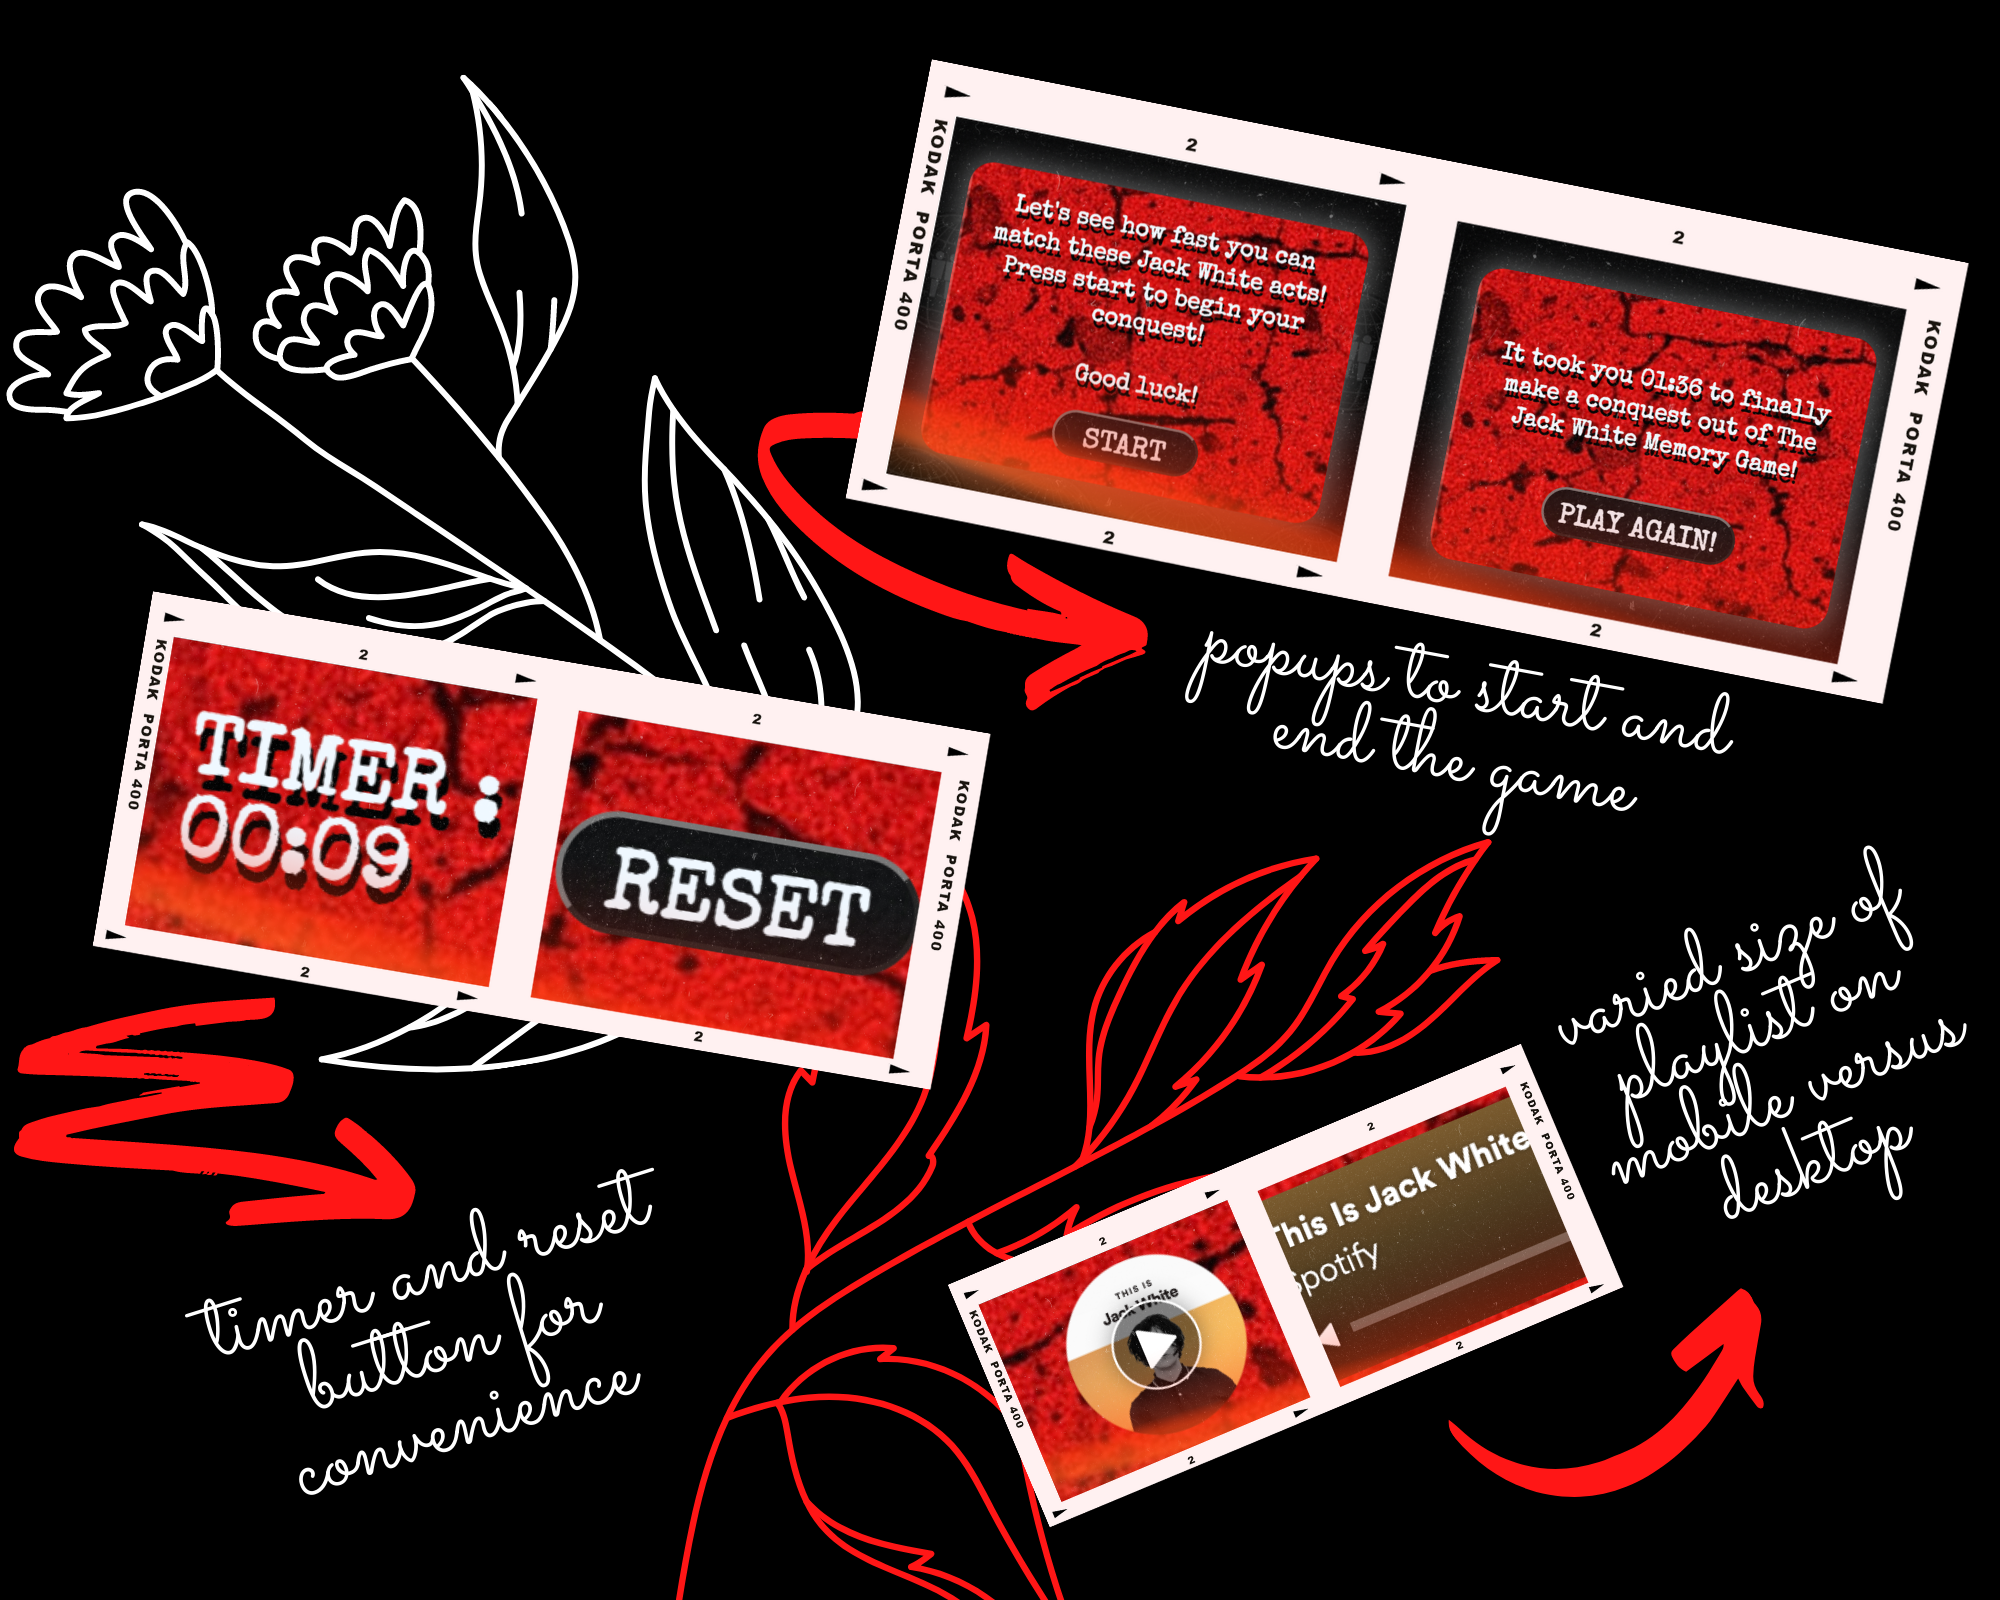 2
2
KODAK PORTA 400
Let's see how fast you can
match these Jack White acts!
Press start to begin your
conquest!
Good luck!
START
It took you 01:36 to finally
make a conquest out of The
Jack White Memory Game!
PLAY AGAIN!
KODAK PORTA 400
2
2
popups to start and
end the game
2
2
KODAK PORTA 400
TIMER :
00:09
RESET
KODAK PORTA 400
2
2
timer and reset
button for
convenience
varied size of
playlist on
mobile versus
desktop
2
2
KODAK PORTA 400
THIS IS
Jack White
This Is Jack White
Spotify
KODAK PORTA 400
2
2